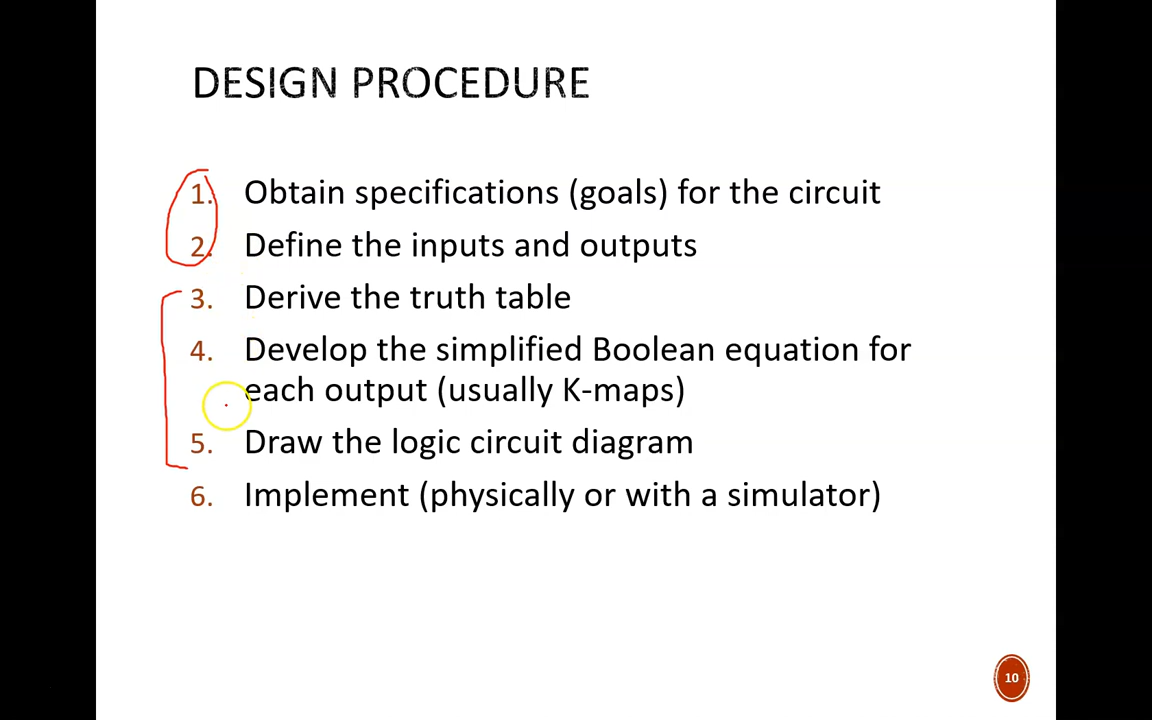 DESIGN PROCEDURE
1. Obtain specifications (goals) for the circuit
2. Define the inputs and outputs
3. Derive the truth table
4. Develop the simplified Boolean equation for
each output (usually K-maps)
5. Draw the logic circuit diagram
6. Implement (physically or with a simulator)
10